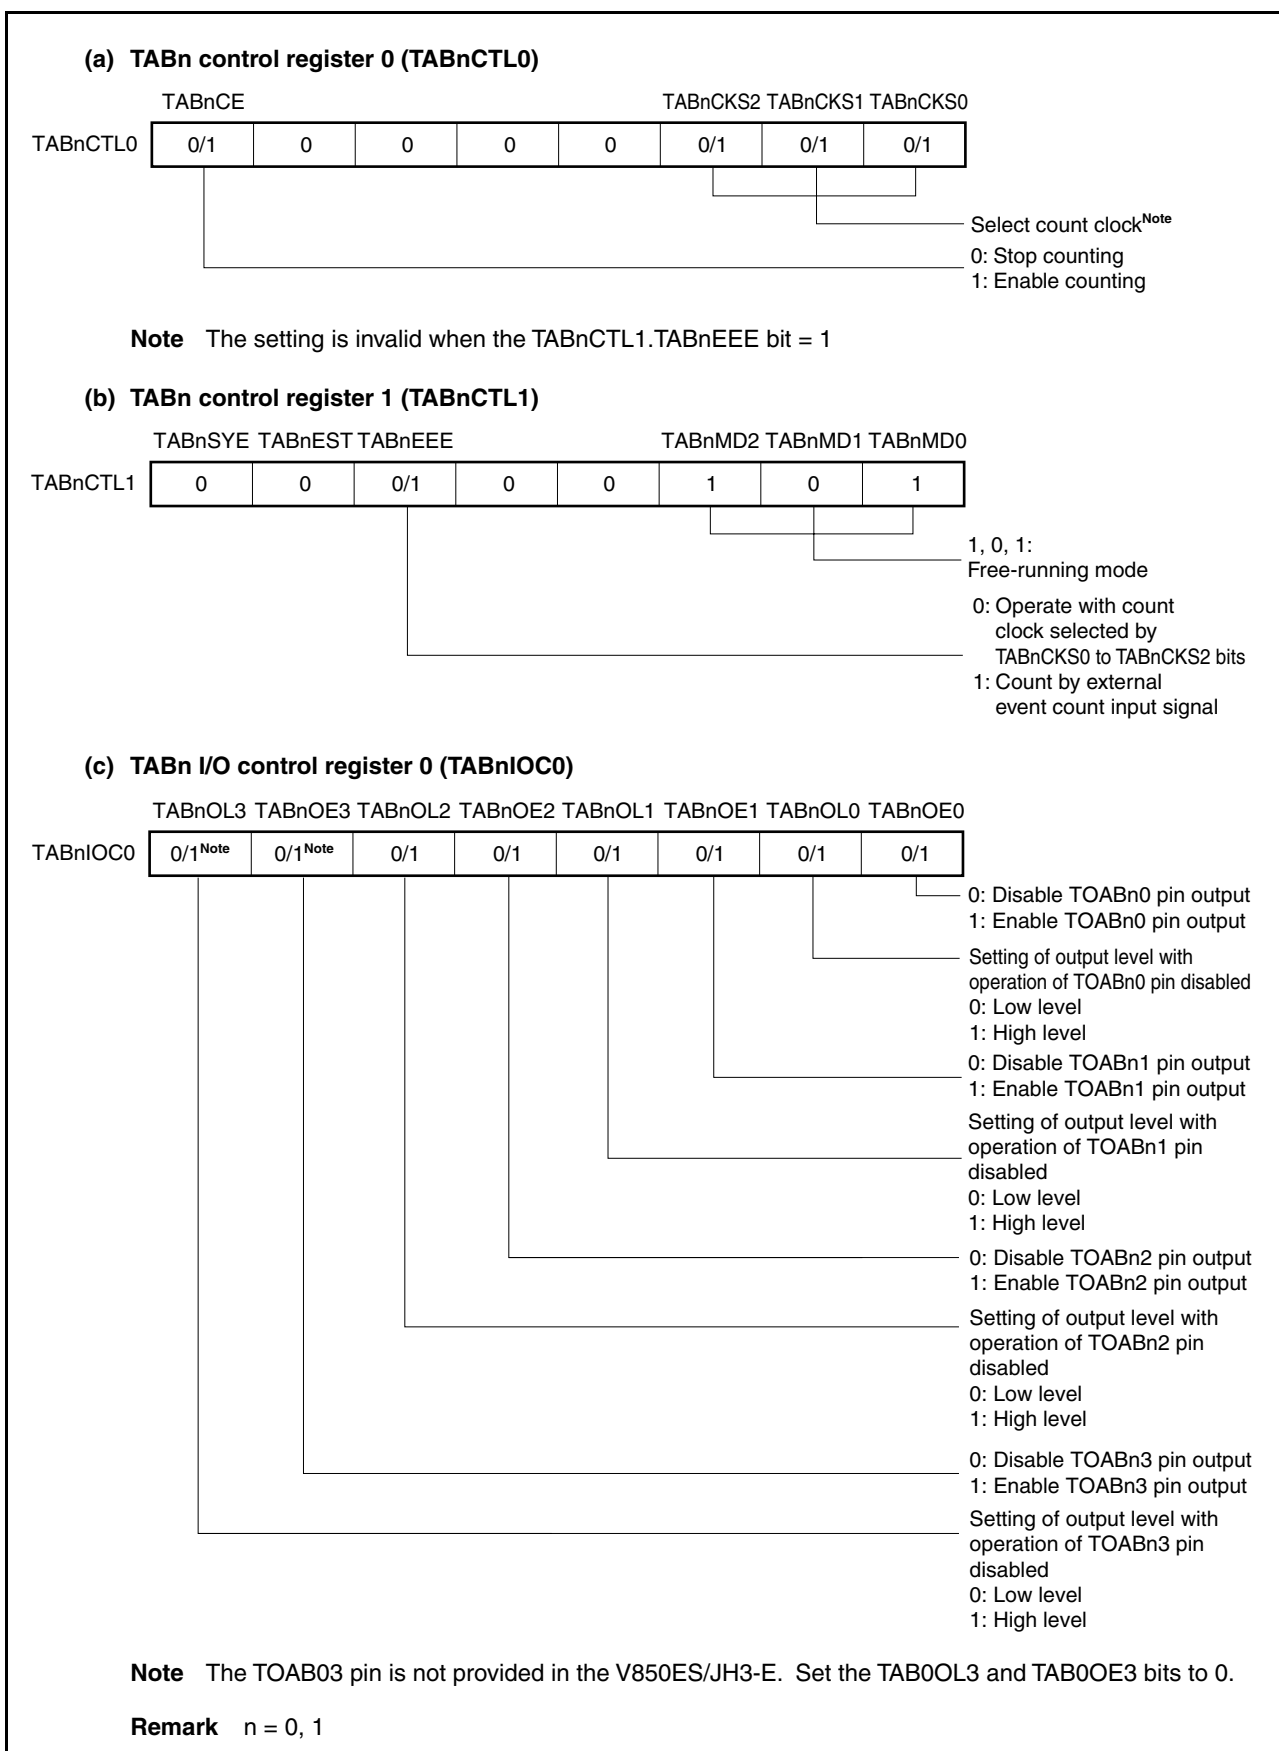 (a) TABn control register 0 (TABnCTL0)
TABnCE TABnCKS2 TABnCKS1 TABnCKS0
TABnCTL0 0/1 0 0 0 0 0/1 0/1 0/1
Select count clockNote
0: Stop counting
1: Enable counting
Note The setting is invalid when the TABnCTL1.TABnEEE bit = 1
(b) TABn control register 1 (TABnCTL1)
TABnSYE TABnEST TABnEEE TABnMD2 TABnMD1 TABnMD0
TABnCTL1 0 0 0/1 0 0 1 0 1
1, 0, 1:
Free-running mode
0: Operate with count
clock selected by
TABnCKS0 to TABnCKS2 bits
1: Count by external
event count input signal
(c) TABn I/O control register 0 (TABnIOC0)
TABnOL3 TABnOE3 TABnOL2 TABnOE2 TABnOL1 TABnOE1 TABnOL0 TABnOE0
TABnIOC0 0/1Note 0/1Note 0/1 0/1 0/1 0/1 0/1 0/1
0: Disable TOABn0 pin output
1: Enable TOABn0 pin output
Setting of output level with
operation of TOABn0 pin disabled
0: Low level
1: High level
0: Disable TOABn1 pin output
1: Enable TOABn1 pin output
Setting of output level with
operation of TOABn1 pin
disabled
0: Low level
1: High level
0: Disable TOABn2 pin output
1: Enable TOABn2 pin output
Setting of output level with
operation of TOABn2 pin
disabled
0: Low level
1: High level
0: Disable TOABn3 pin output
1: Enable TOABn3 pin output
Setting of output level with
operation of TOABn3 pin
disabled
0: Low level
1: High level
Note The TOAB03 pin is not provided in the V850ES/JH3-E. Set the TAB0OL3 and TAB0OE3 bits to 0.
Remark n = 0, 1